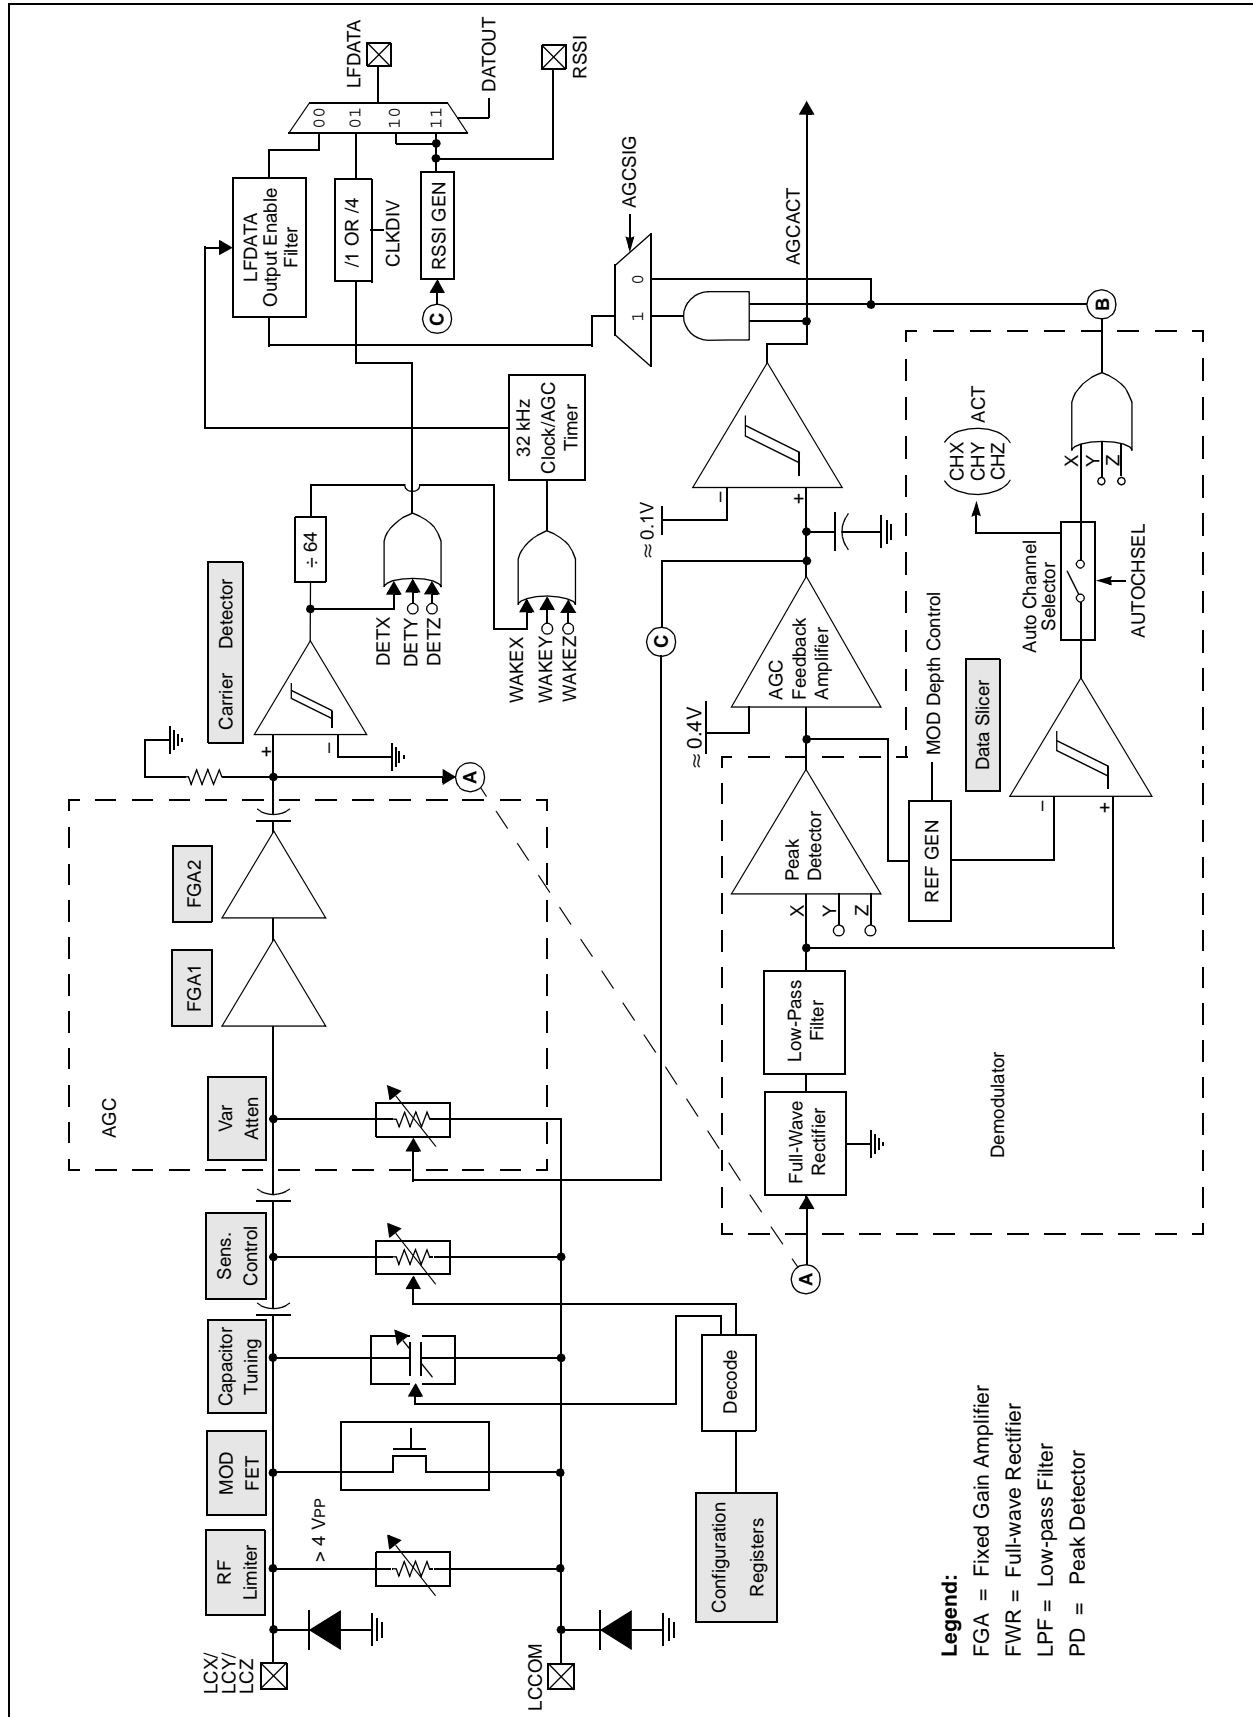 LCX/
LCY/
LCZ
LCCOM
RF
Limiter
> 4 VPP
MOD
FET
Capacitor
Tuning
Sens.
Control
Var
Atten
AGC
FGA1
FGA2
Carrier Detector
+
–
A
÷ 64
DETX
DETY
DETZ
WAKEX
WAKEY
WAKEZ
32 kHz
Clock/AGC
Timer
LFDATA
Output Enable
Filter
/1 OR /4
CLKDIV
RSSI GEN
C
00
01
10
11
LFDATA
DATOUT
RSSI
Configuration
Registers
Decode
A
Full-Wave
Rectifier
Low-Pass
Filter
X
Y
Z
Peak
Detector
≈ 0.4V
AGC
Feedback
Amplifier
C
≈ 0.1V
–
+
1
0
AGCSIG
AGCACT
Demodulator
REF GEN
MOD Depth Control
Data Slicer
–
+
Auto Channel
Selector
AUTOCHSEL
CHX
CHY
CHZ
ACT
X
Y
Z
B
Legend:
FGA = Fixed Gain Amplifier
FWR = Full-wave Rectifier
LPF = Low-pass Filter
PD = Peak Detector